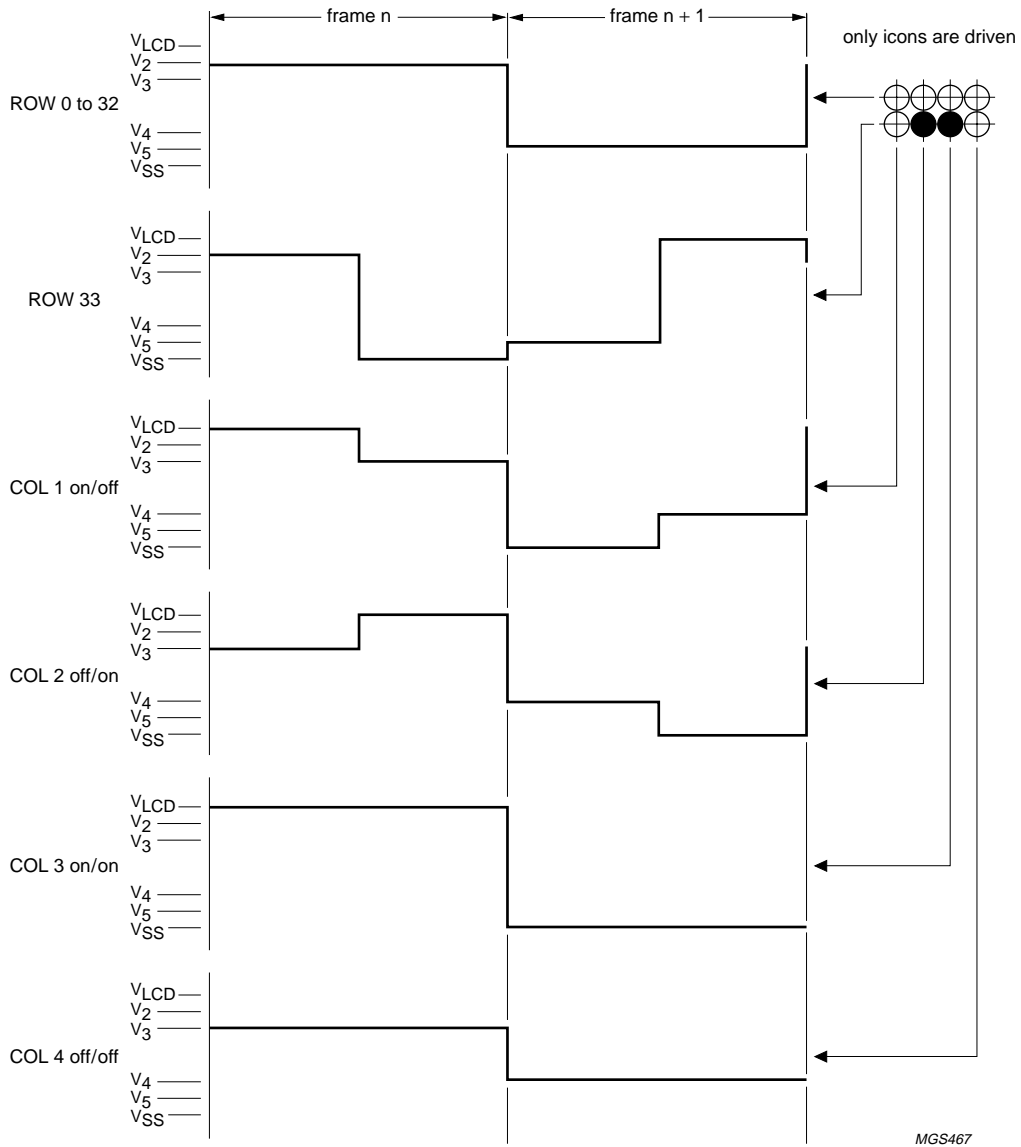 frame n
frame n + 1
only icons are driven
VLCD
V2
V3
ROW 0 to 32
V4
V5
VSS
VLCD
V2
V3
ROW 33
V4
V5
VSS
VLCD
V2
V3
COL 1 on/off
V4
V5
VSS
VLCD
V2
V3
COL 2 off/on
V4
V5
VSS
VLCD
V2
V3
COL 3 on/on
V4
V5
VSS
VLCD
V2
V3
COL 4 off/off
V4
V5
VSS
MGS467